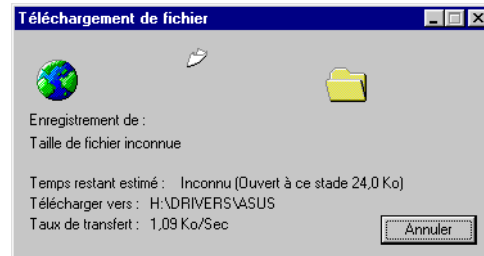 Téléchargement de fichier
Enregistrement de :
Taille de fichier inconnue
Temps restant estimé : Inconnu (Ouvert à ce stade 24,0 Ko)
Télécharger vers : H:\DRIVERS\ASUS
Taux de transfert : 1,09 Ko/Sec
Annuler